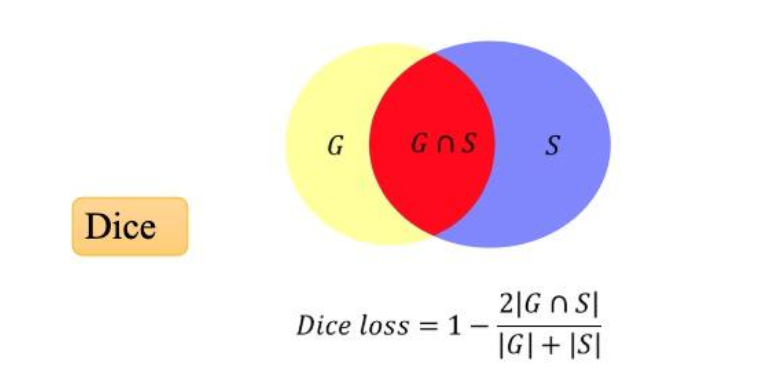 G
G ∩ S
S
Dice
Dice loss = 1 − 2|G ∩ S| / |G| + |S|